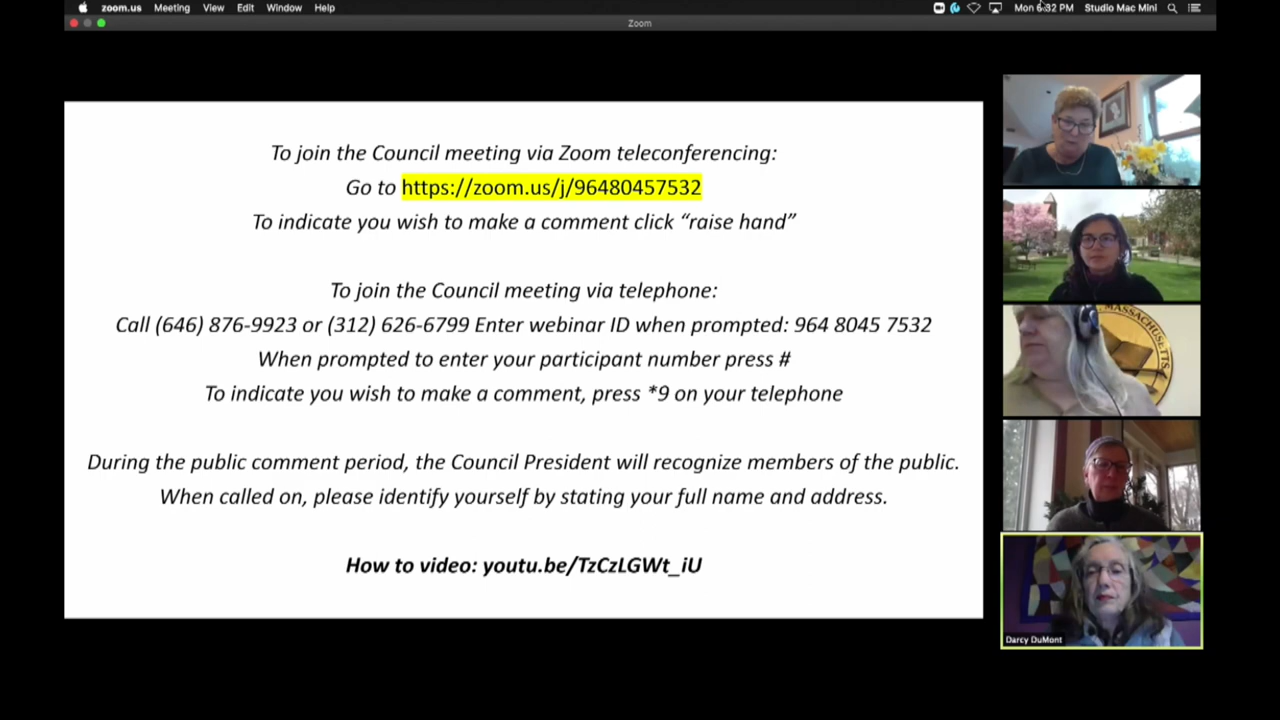 zoom.us Meeting View Edit Window Help
Mon 6:32 PM Studio Mac Mini
Zoom
To join the Council meeting via Zoom teleconferencing:
Go to https://zoom.us/j/96480457532
To indicate you wish to make a comment click “raise hand”
To join the Council meeting via telephone:
Call (646) 876-9923 or (312) 626-6799 Enter webinar ID when prompted: 964 8045 7532
When prompted to enter your participant number press #
To indicate you wish to make a comment, press *9 on your telephone
During the public comment period, the Council President will recognize members of the public.
When called on, please identify yourself by stating your full name and address.
How to video: youtu.be/TzCzLGWt_iU
MASSACHUSETTS.
Darcy DuMont